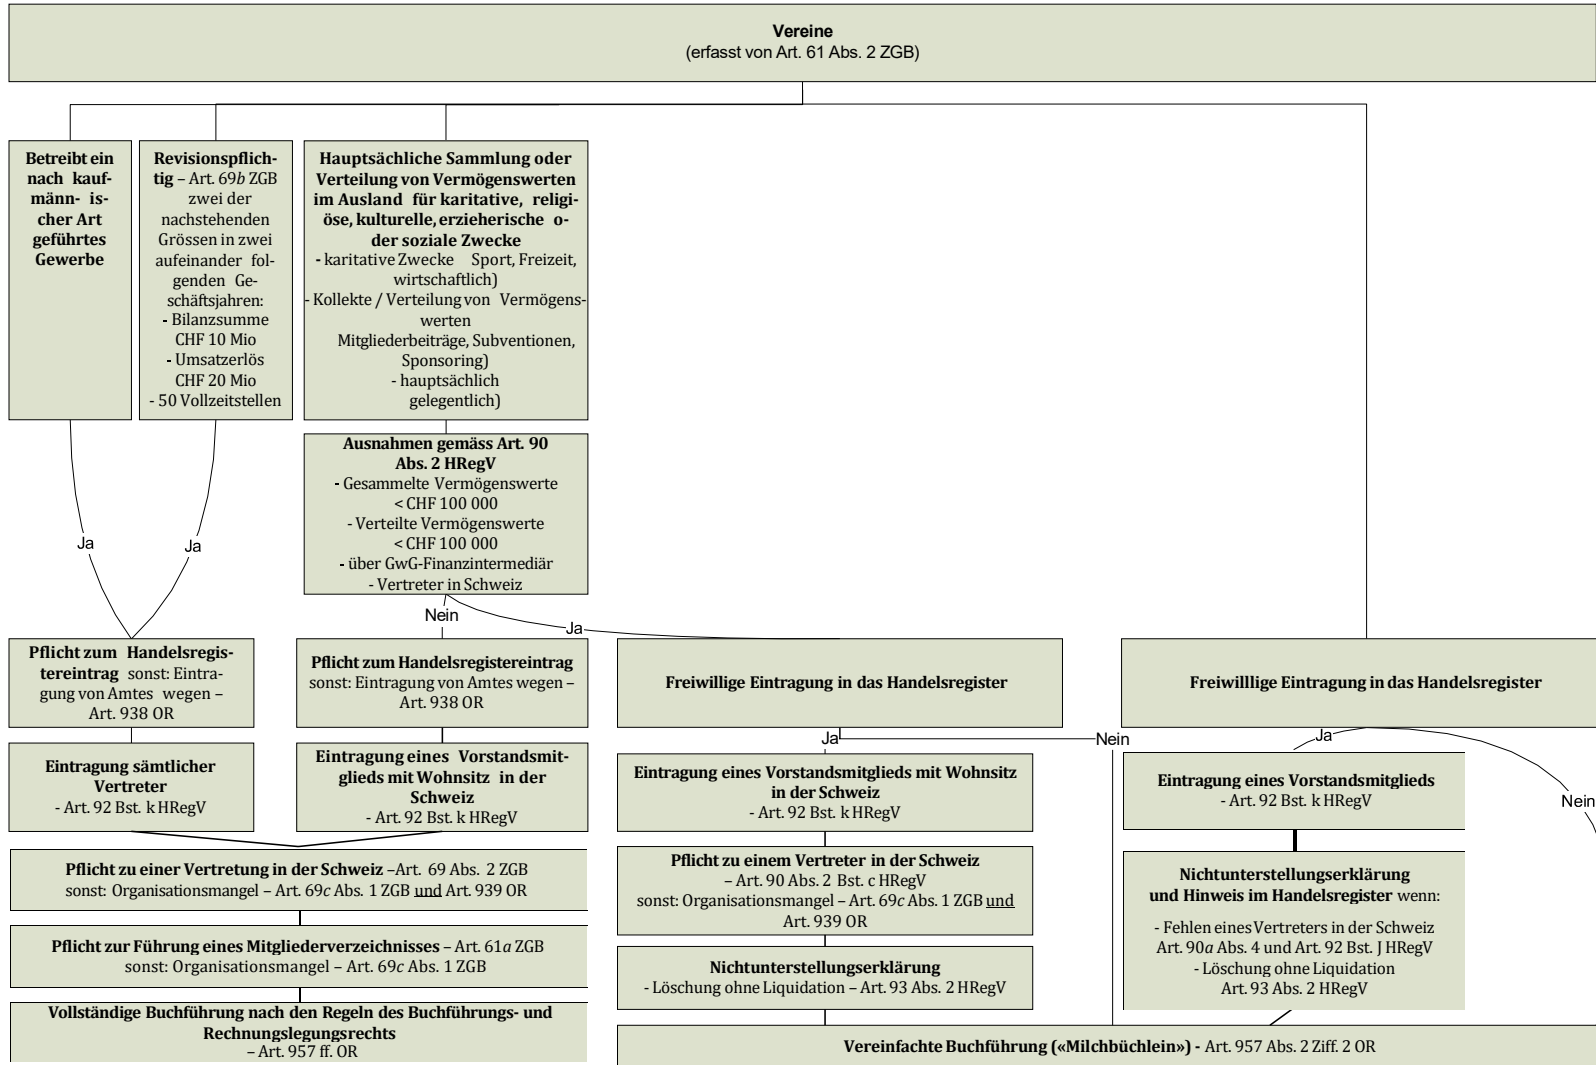 Vereine
(erfasst von Art. 61 Abs. 2 ZGB)
Betreibt ein
nach kauf-
männ- is-
cher Art
geführtes
Gewerbe
Revisionspflich-
tig – Art. 69b ZGB
zwei der
nachstehenden
Grössen in zwei
aufeinander fol-
genden Ge-
schäftsjahren:
- Bilanzsumme
CHF 10 Mio
- Umsatzerlös
CHF 20 Mio
- 50 Vollzeitstellen
Hauptsächliche Sammlung oder
Verteilung von Vermögenswerten
im Ausland für karitative, religi-
öse, kulturelle, erzieherische o-
der soziale Zwecke
- karitative Zwecke Sport, Freizeit,
wirtschaftlich)
- Kollekte / Verteilung von Vermögens-
werten
Mitgliederbeiträge, Subventionen,
Sponsoring)
- hauptsächlich
gelegentlich)
Ausnahmen gemäss Art. 90
Abs. 2 HRegV
- Gesammelte Vermögenswerte
< CHF 100 000
- Verteilte Vermögenswerte
< CHF 100 000
- über GwG-Finanzintermediär
- Vertreter in Schweiz
Ja
Ja
Nein
Ja
Pflicht zum Handelsregis-
tereintrag sonst: Eintra-
gung von Amtes wegen –
Art. 938 OR
Pflicht zum Handelsregistereintrag
sonst: Eintragung von Amtes wegen –
Art. 938 OR
Freiwillige Eintragung in das Handelsregister
Freiwilllige Eintragung in das Handelsregister
Ja
Nein
Ja
Nein
Eintragung sämtlicher
Vertreter
- Art. 92 Bst. k HRegV
Eintragung eines Vorstandsmit-
glieds mit Wohnsitz in der
Schweiz
- Art. 92 Bst. k HRegV
Eintragung eines Vorstandsmitglieds mit Wohnsitz
in der Schweiz
- Art. 92 Bst. k HRegV
Eintragung eines Vorstandsmitglieds
- Art. 92 Bst. k HRegV
Pflicht zu einer Vertretung in der Schweiz –Art. 69 Abs. 2 ZGB
sonst: Organisationsmangel – Art. 69c Abs. 1 ZGB und Art. 939 OR
Pflicht zu einem Vertreter in der Schweiz
– Art. 90 Abs. 2 Bst. c HRegV
sonst: Organisationsmangel – Art. 69c Abs. 1 ZGB und
Art. 939 OR
Nichtunterstellungserklärung
und Hinweis im Handelsregister wenn:
- Fehlen eines Vertreters in der Schweiz
Art. 90a Abs. 4 und Art. 92 Bst. J HRegV
- Löschung ohne Liquidation
Art. 93 Abs. 2 HRegV
Pflicht zur Führung eines Mitgliederverzeichnisses – Art. 61a ZGB
sonst: Organisationsmangel – Art. 69c Abs. 1 ZGB
Nichtunterstellungserklärung
- Löschung ohne Liquidation – Art. 93 Abs. 2 HRegV
Vollständige Buchführung nach den Regeln des Buchführungs- und
Rechnungslegungsrechts
– Art. 957 ff. OR
Vereinfachte Buchführung («Milchbüchlein») - Art. 957 Abs. 2 Ziff. 2 OR